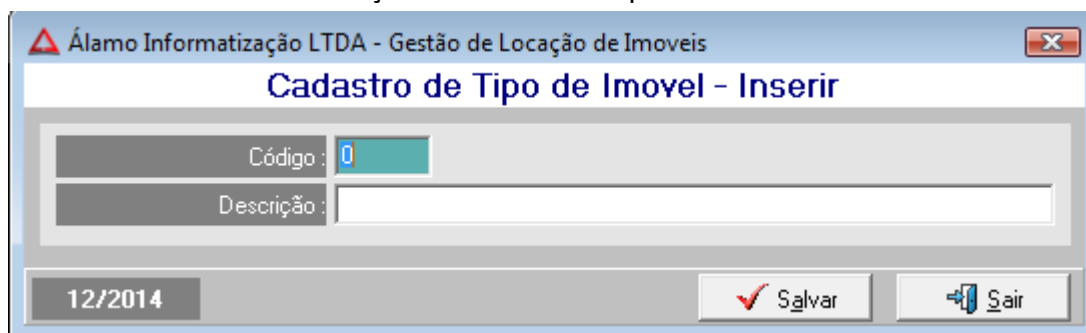 Álamo Informatização LTDA - Gestão de Locação de Imoveis
Cadastro de Tipo de Imovel - Inserir
Código : 0
Descrição :
12/2014
Salvar
Sair